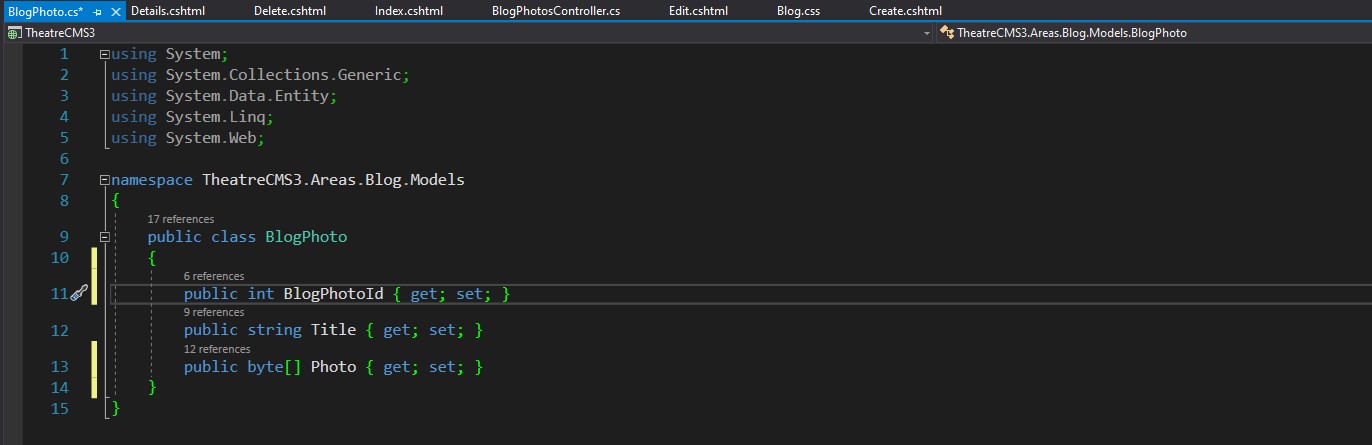 BlogPhoto.cs* Details.cshtml Delete.cshtml Index.cshtml BlogPhotosController.cs Edit.cshtml Blog.css Create.cshtml
TheatreCMS3 TheatreCMS3.Areas.Blog.Models.BlogPhoto
1 using System;
2 using System.Collections.Generic;
3 using System.Data.Entity;
4 using System.Linq;
5 using System.Web;
6
7 namespace TheatreCMS3.Areas.Blog.Models
8 {
17 references
9 public class BlogPhoto
10 {
6 references
11 public int BlogPhotoId { get; set; }
9 references
12 public string Title { get; set; }
12 references
13 public byte[] Photo { get; set; }
14 }
15 }